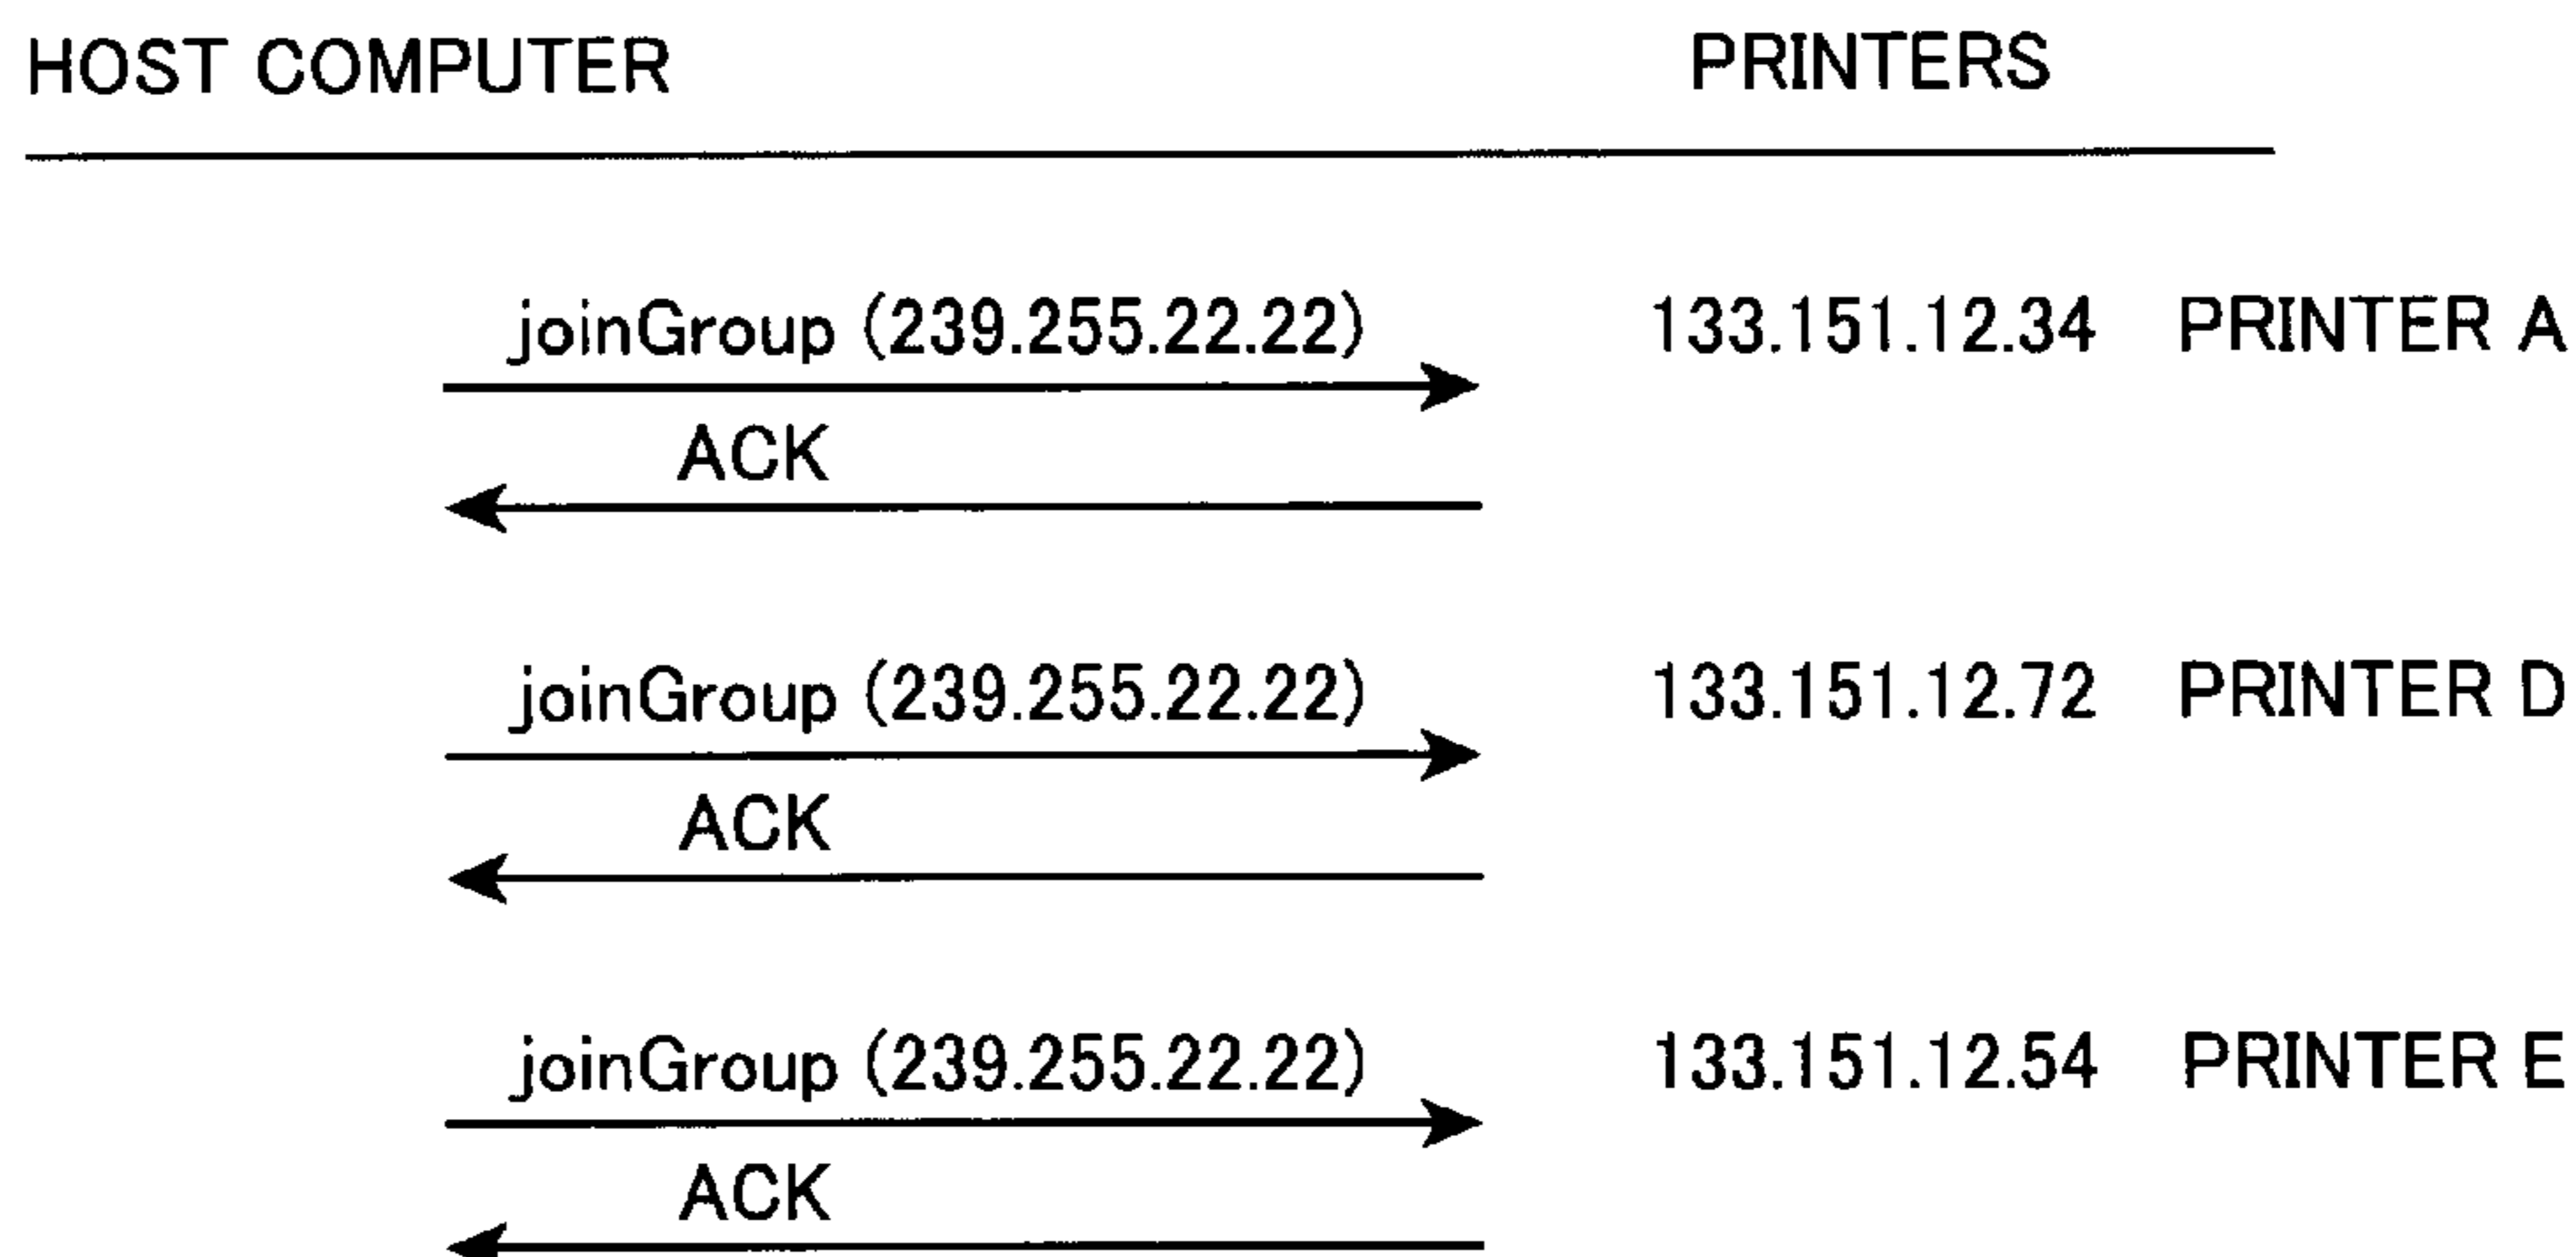 HOST COMPUTER PRINTERS
joinGroup (239.255.22.22) 133.151.12.34 PRINTER A
ACK
joinGroup (239.255.22.22) 133.151.12.72 PRINTER D
ACK
joinGroup (239.255.22.22) 133.151.12.54 PRINTER E
ACK